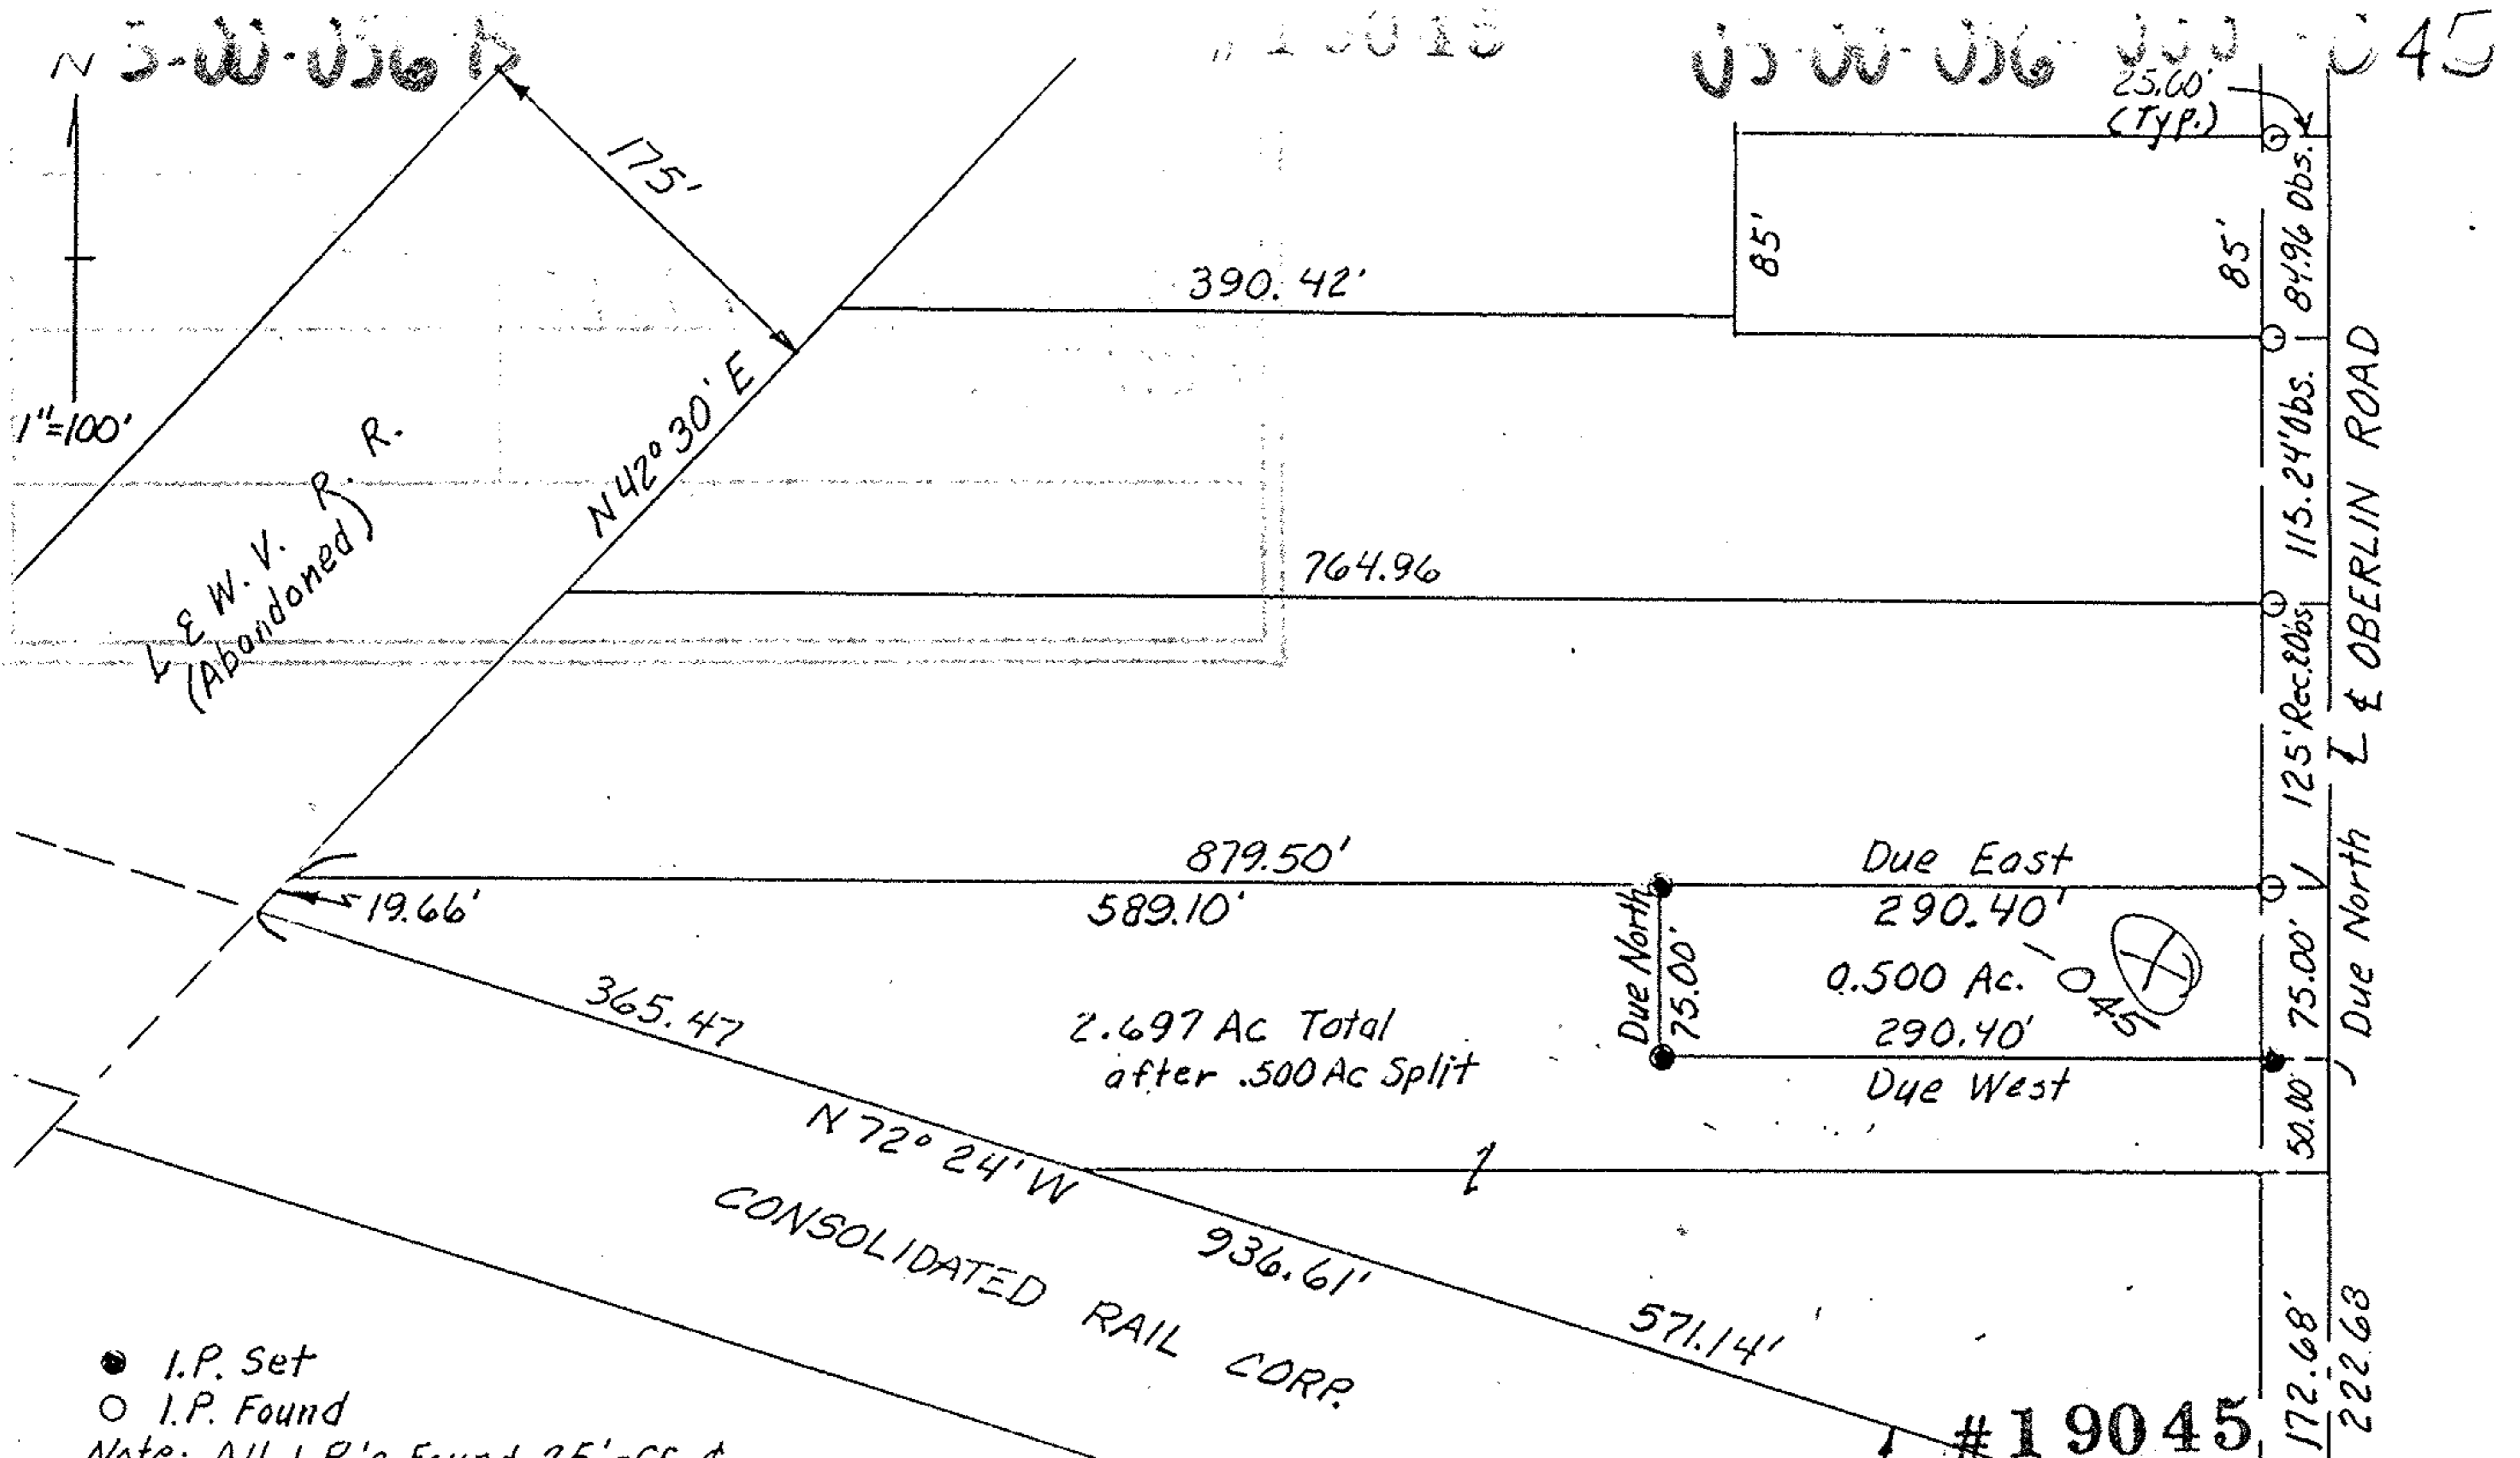 N
25.60'
(Typ.)
175'
85'
85'
84.96 Obs.
390.42'
1"=100'
N 42° 30' E
L & W. V. R. R.
(Abandoned)
115.24' Obs.
764.96
125' Rec. & Obs.
℄ OBERLIN ROAD
Due North
879.50'
Due East
19.66'
589.10'
290.40'
Due North
75.00'
0.500 Ac.
-045
75.00'
365.47
2.697 Ac Total
after .500 Ac Split
290.40'
Due West
50.00'
N 72° 24' W
936.61'
CONSOLIDATED RAIL CORP.
571.14'
172.68'
222.68
I.P. Set
I.P. Found
#19045